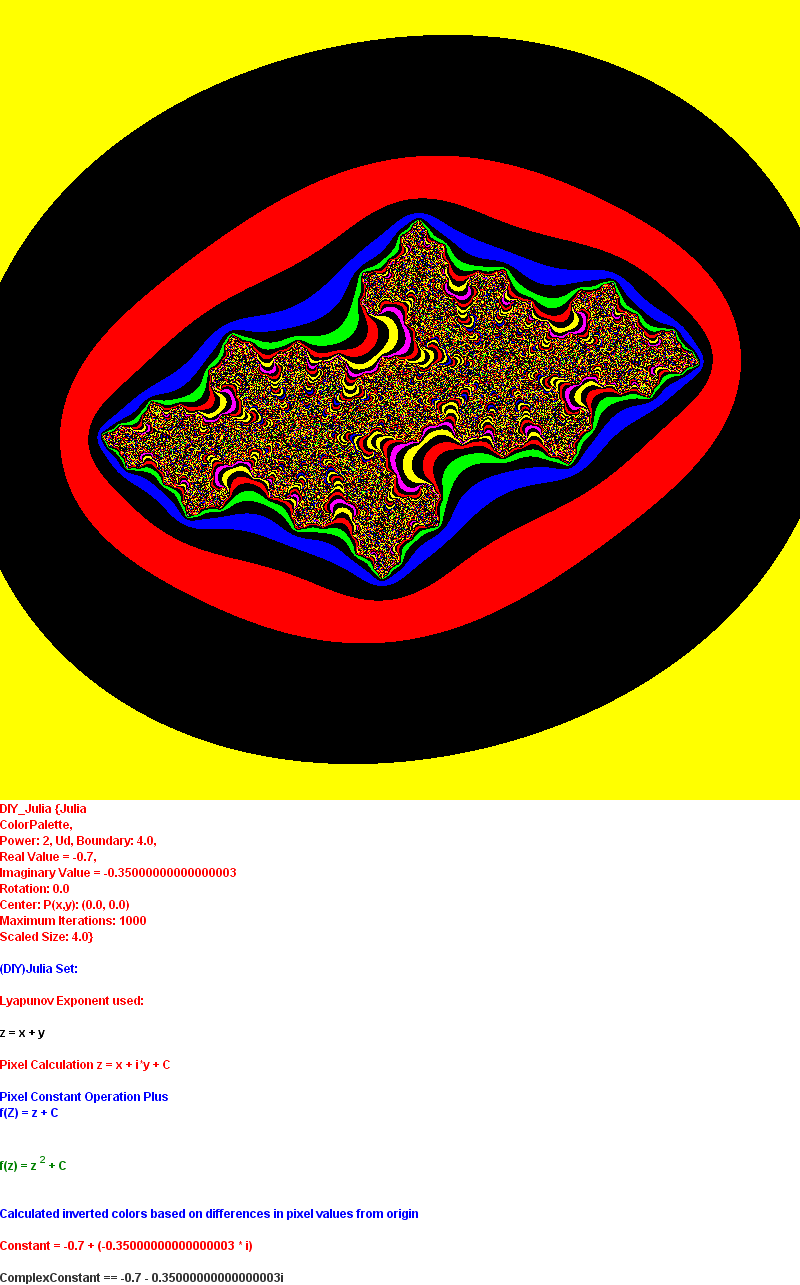 DIY_Julia {Julia
ColorPalette,
Power: 2, Ud, Boundary: 4.0,
Real Value = -0.7,
Imaginary Value = -0.35000000000000003
Rotation: 0.0
Center: P(x,y): (0.0, 0.0)
Maximum Iterations: 1000
Scaled Size: 4.0}
(DIY)Julia Set:
Lyapunov Exponent used:
z = x + y
Pixel Calculation z = x + i*y + C
Pixel Constant Operation Plus
f(Z) = z + C
f(z) = z ² + C
Calculated inverted colors based on differences in pixel values from origin
Constant = -0.7 + (-0.35000000000000003 * i)
ComplexConstant == -0.7 - 0.35000000000000003i